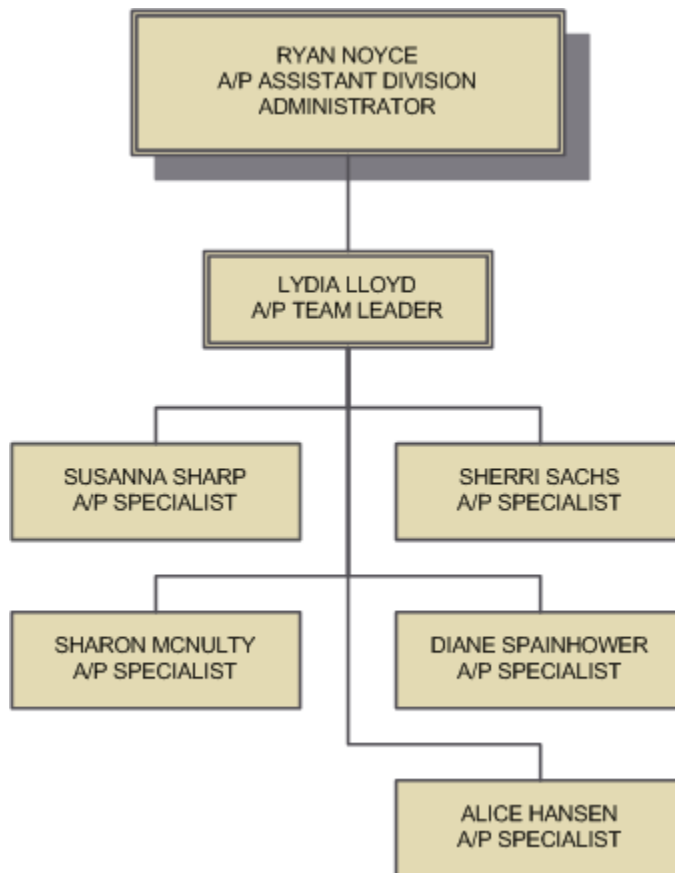 RYAN NOYCE
A/P ASSISTANT DIVISION
ADMINISTRATOR
LYDIA LLOYD
A/P TEAM LEADER
SUSANNA SHARP
A/P SPECIALIST
SHERRI SACHS
A/P SPECIALIST
SHARON MCNULTY
A/P SPECIALIST
DIANE SPAINHOWER
A/P SPECIALIST
ALICE HANSEN
A/P SPECIALIST